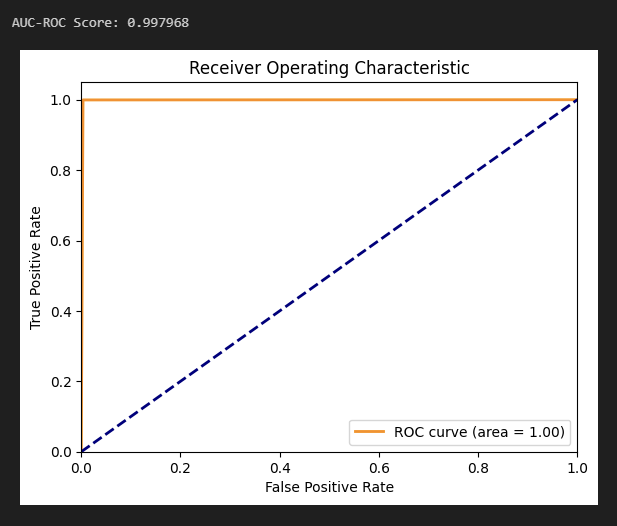 AUC-ROC Score: 0.997968
Receiver Operating Characteristic
True Positive Rate
1.0
0.8
0.6
0.4
0.2
0.0
ROC curve (area = 1.00)
0.0 0.2 0.4 0.6 0.8 1.0
False Positive Rate